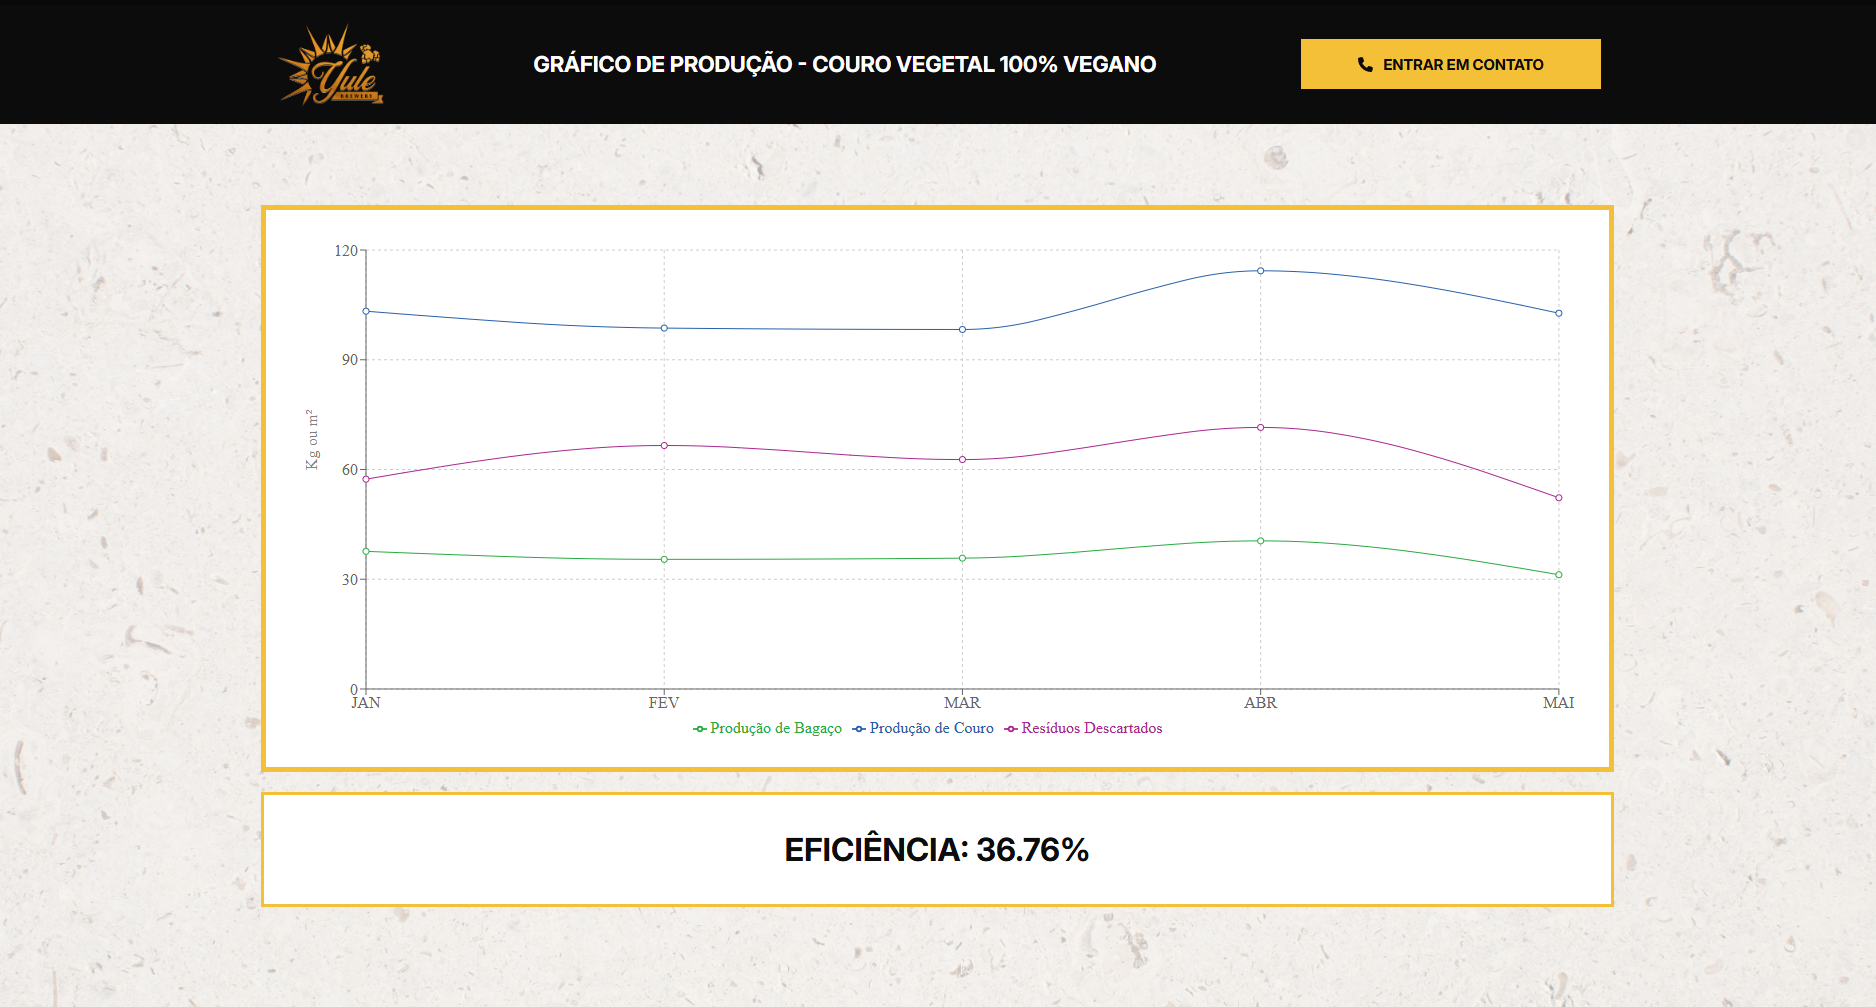 Yule
BREWERY
GRÁFICO DE PRODUÇÃO - COURO VEGETAL 100% VEGANO
ENTRAR EM CONTATO
120
90
60
30
0
Kg ou m²
JAN FEV MAR ABR MAI
Produção de Bagaço Produção de Couro Resíduos Descartados
EFICIÊNCIA: 36.76%